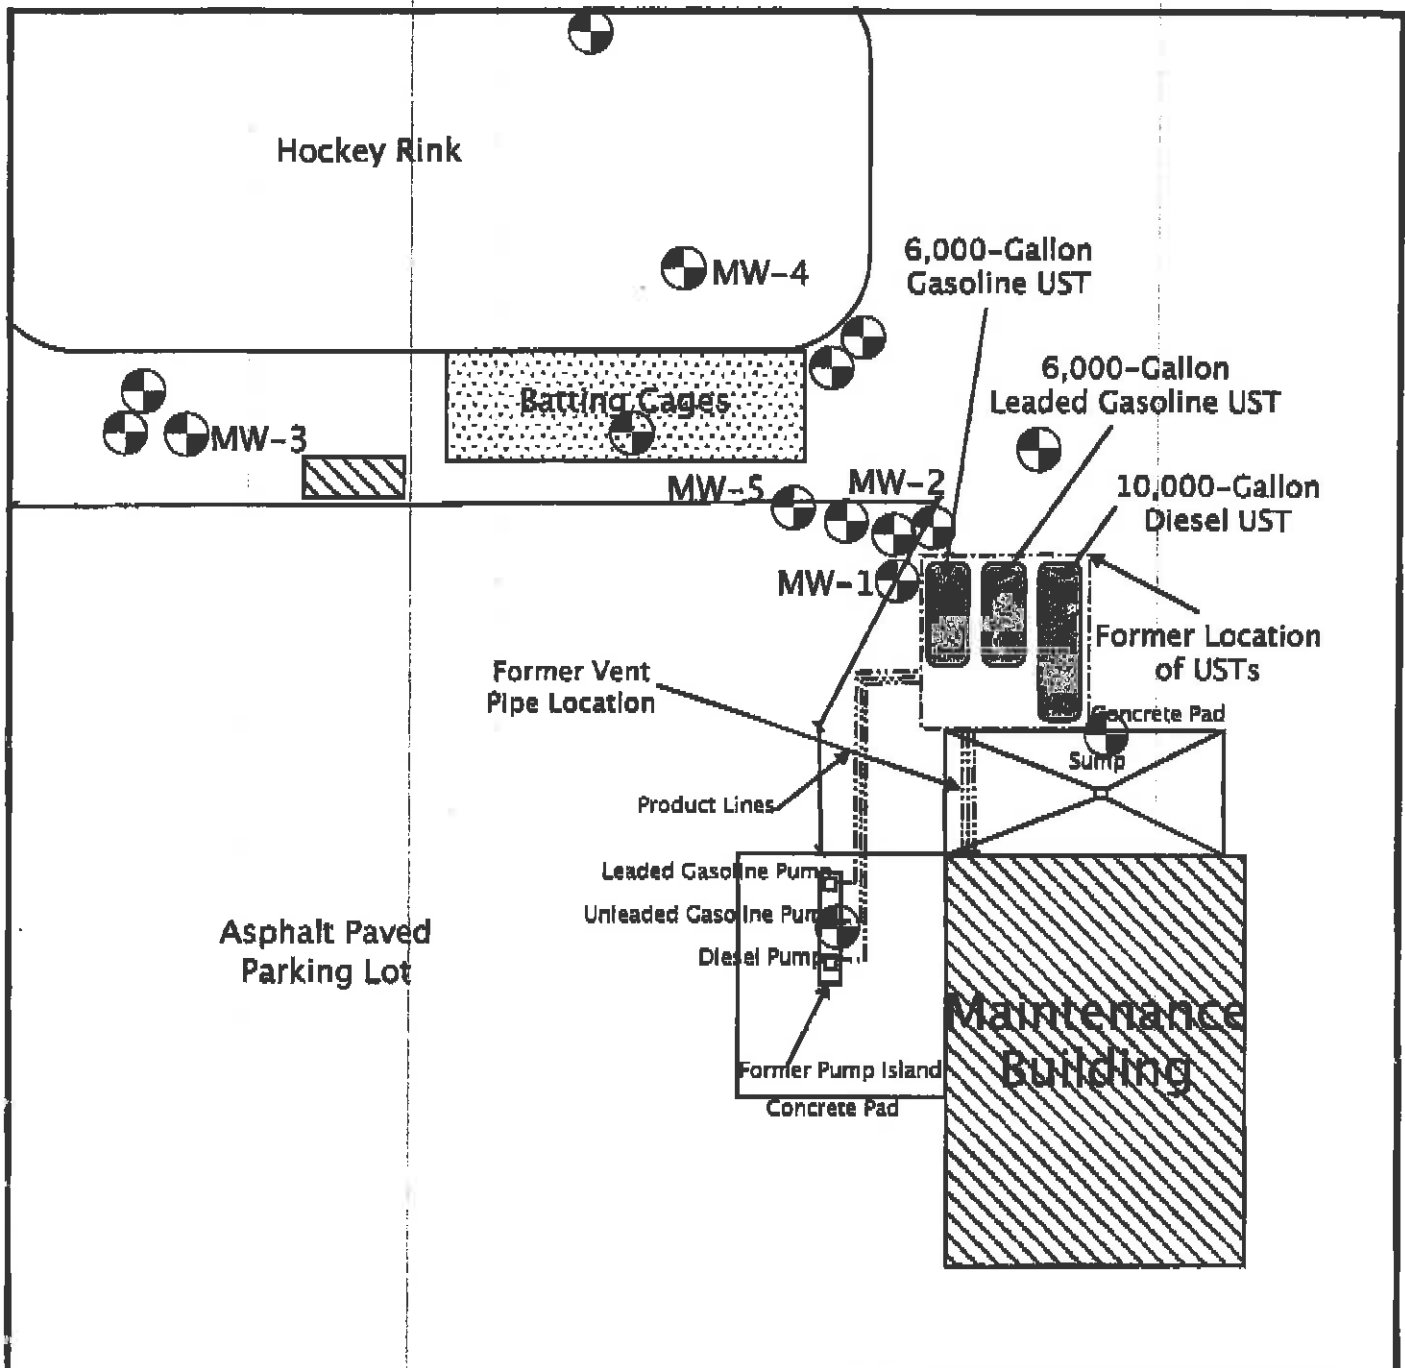 Hockey Rink
MW-4
6,000-Gallon
Gasoline UST
6,000-Gallon
Leaded Gasoline UST
Batting Cages
MW-3
MW-5
MW-2
10,000-Gallon
Diesel UST
MW-1
Former Location
of USTs
Former Vent
Pipe Location
Concrete Pad
Sump
Product Lines
Leaded Gasoline Pump
Unleaded Gasoline Pump
Diesel Pump
Asphalt Paved
Parking Lot
Maintenance
Building
Former Pump Island
Concrete Pad